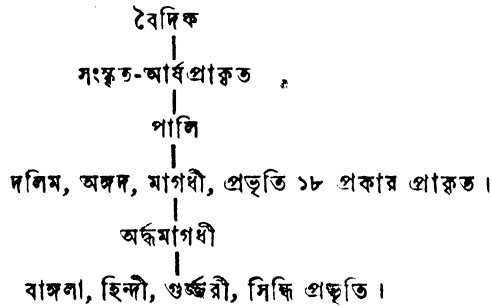 বৈদিক
সংস্কৃত-আর্ষপ্রাকৃত
পালি
দলিম, অঙ্গদ, মাগধী, প্রভৃতি ১৮ প্রকার প্রাকৃত।
অর্দ্ধমাগধী
বাঙ্গলা, হিন্দী, গুর্জ্জরী, সিন্ধি প্রভৃতি।